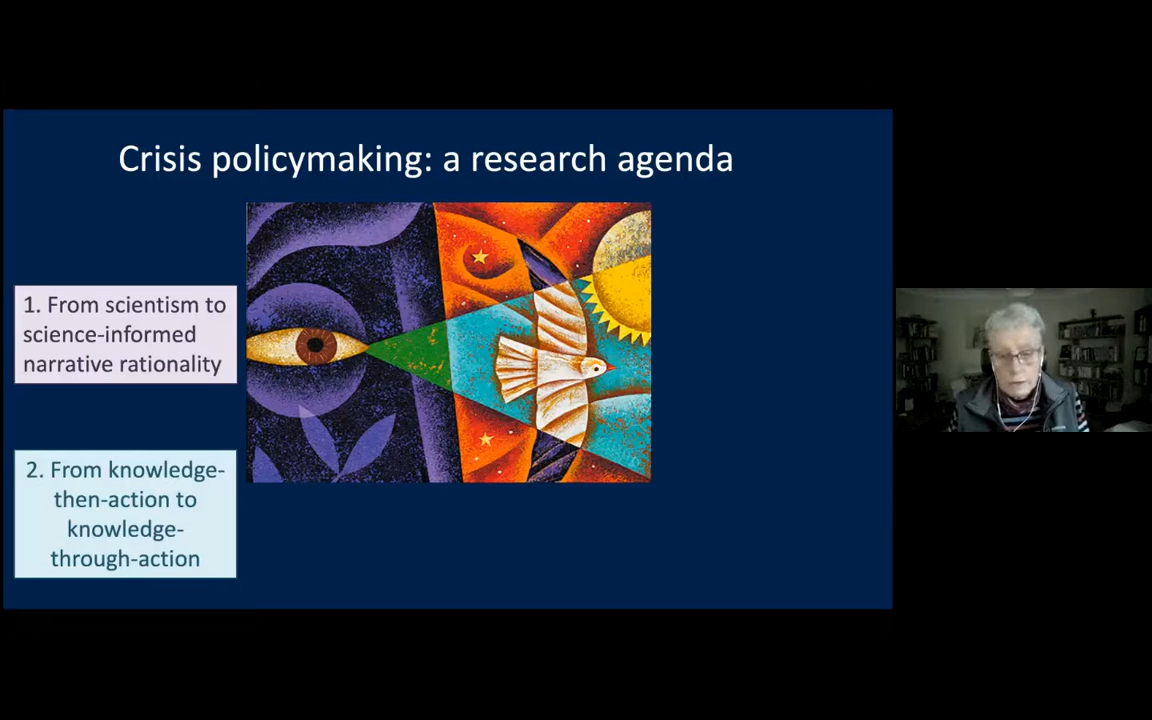 Crisis policymaking: a research agenda
1. From scientism to
science-informed
narrative rationality
2. From knowledge-
then-action to
knowledge-
through-action